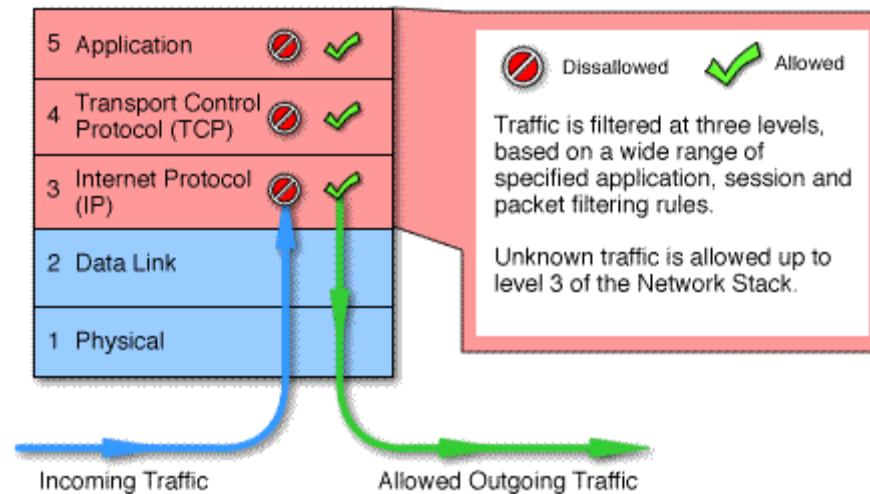 5 Application
4 Transport Control
Protocol (TCP)
3 Internet Protocol
(IP)
2 Data Link
1 Physical
Incoming Traffic
Allowed Outgoing Traffic
Dissallowed
Allowed
Traffic is filtered at three levels,
based on a wide range of
specified application, session and
packet filtering rules.
Unknown traffic is allowed up to
level 3 of the Network Stack.